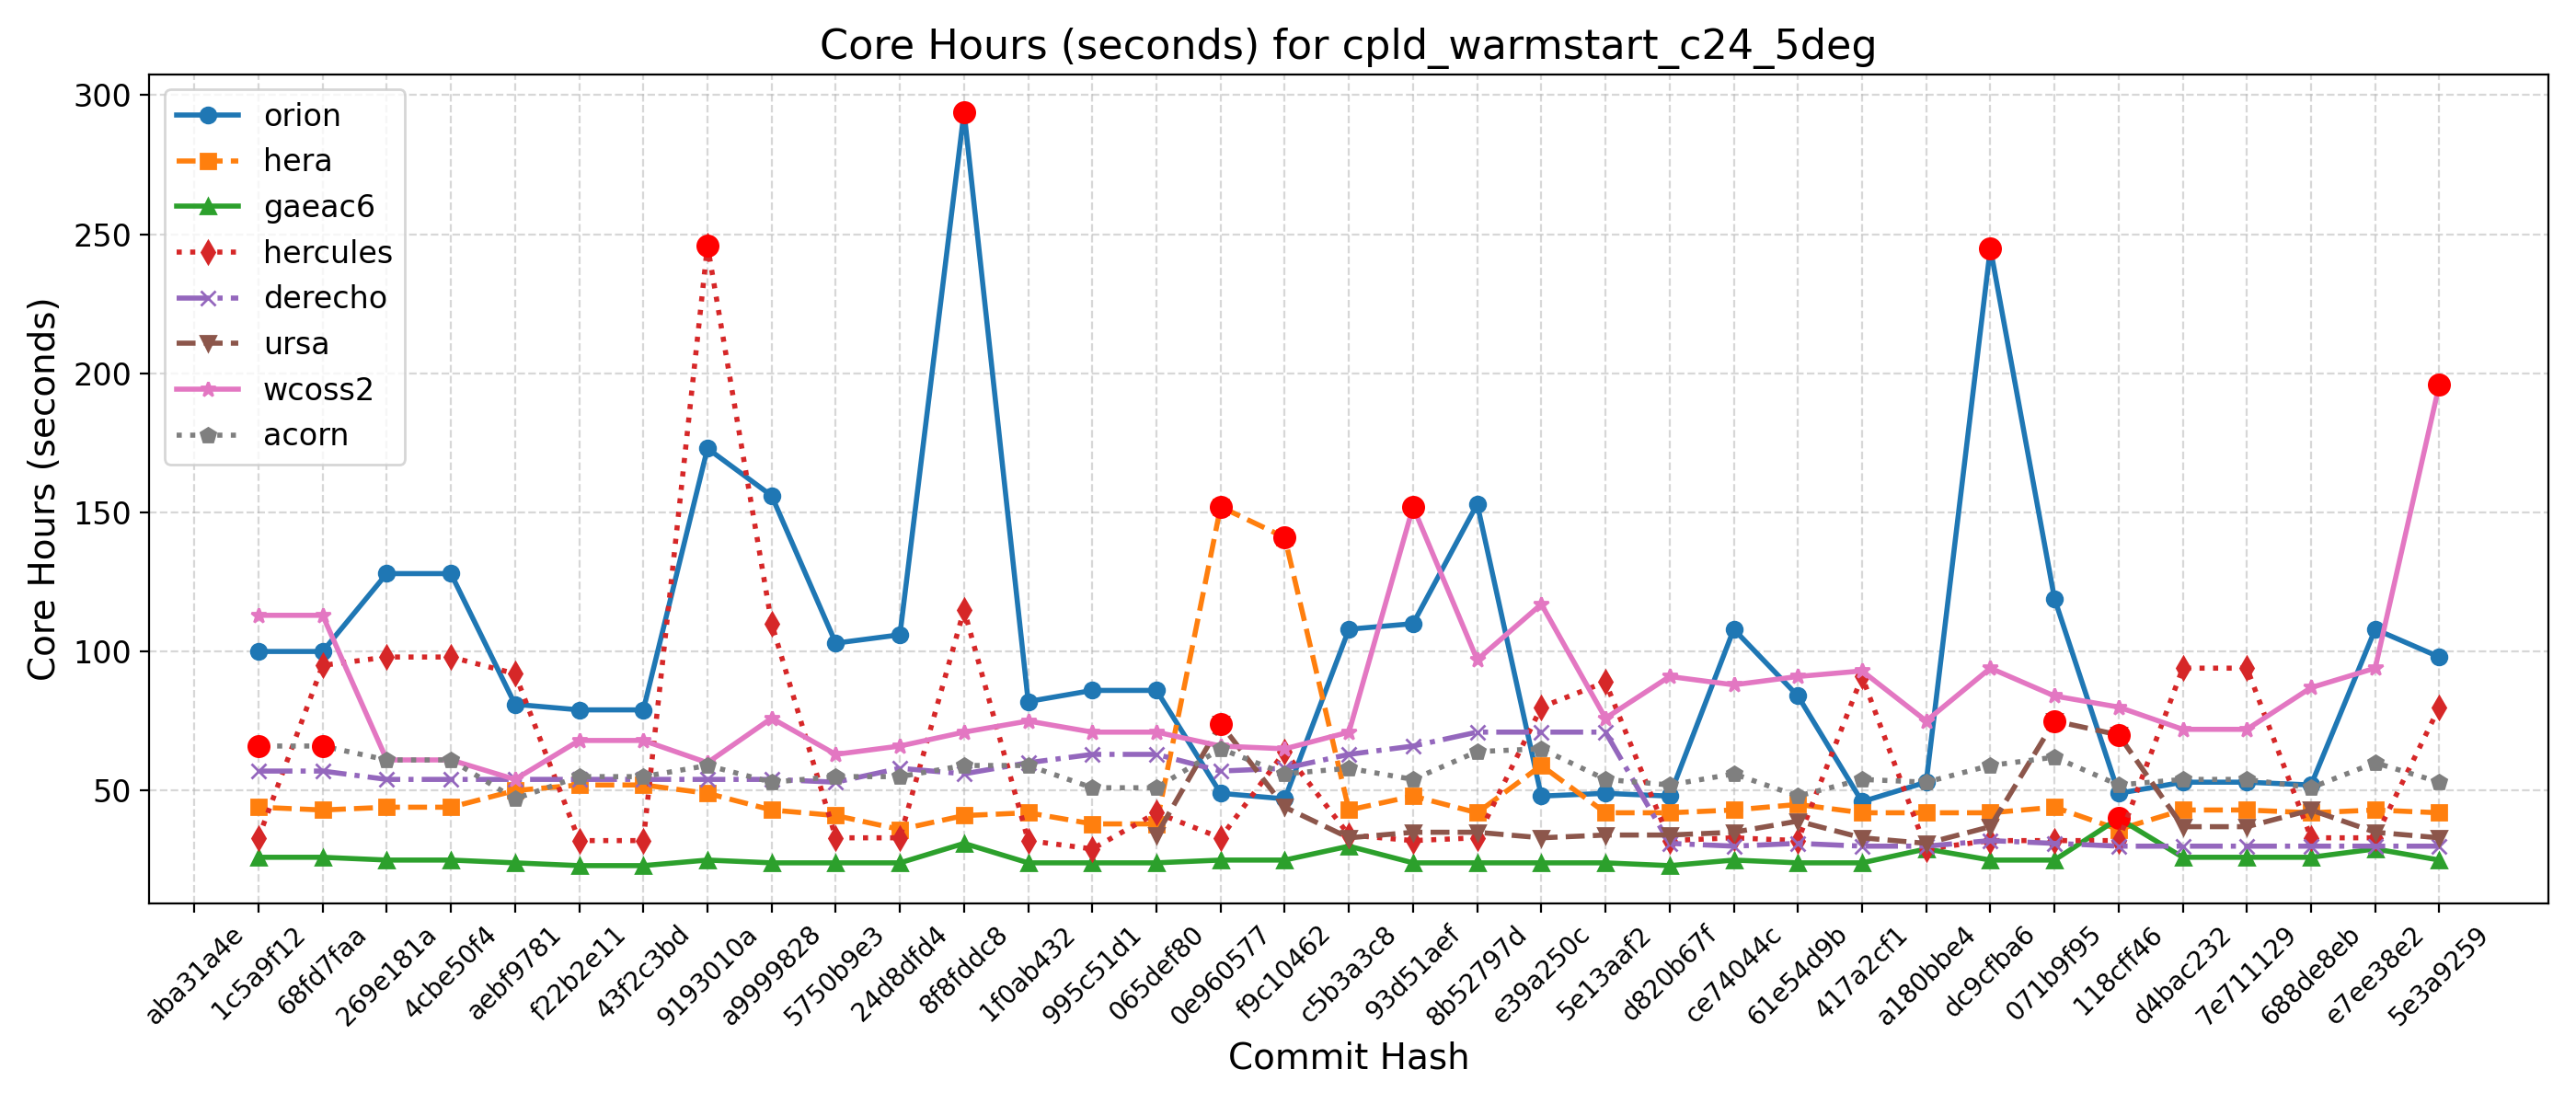 Core Hours (seconds) for cpld_warmstart_c24_5deg
Core Hours (seconds)
300
250
200
150
100
50
orion
hera
gaeac6
hercules
derecho
ursa
wcoss2
acorn
aba31a4e
1c5a9f12
68fd7faa
269e181a
4cbe50f4
aebf9781
f22b2e11
43f2c3bd
9193010a
a9999828
5750b9e3
24d8dfd4
8f8fddc8
1f0ab432
995c51d1
065def80
0e960577
f9c10462
c5b3a3c8
93d51aef
8b52797d
e39a250c
5e13aaf2
d820b67f
ce74044c
61e54d9b
417a2cf1
a180bbe4
dc9cfba6
071b9f95
118cff46
d4bac232
7e711129
688de8eb
e7ee38e2
5e3a9259
Commit Hash